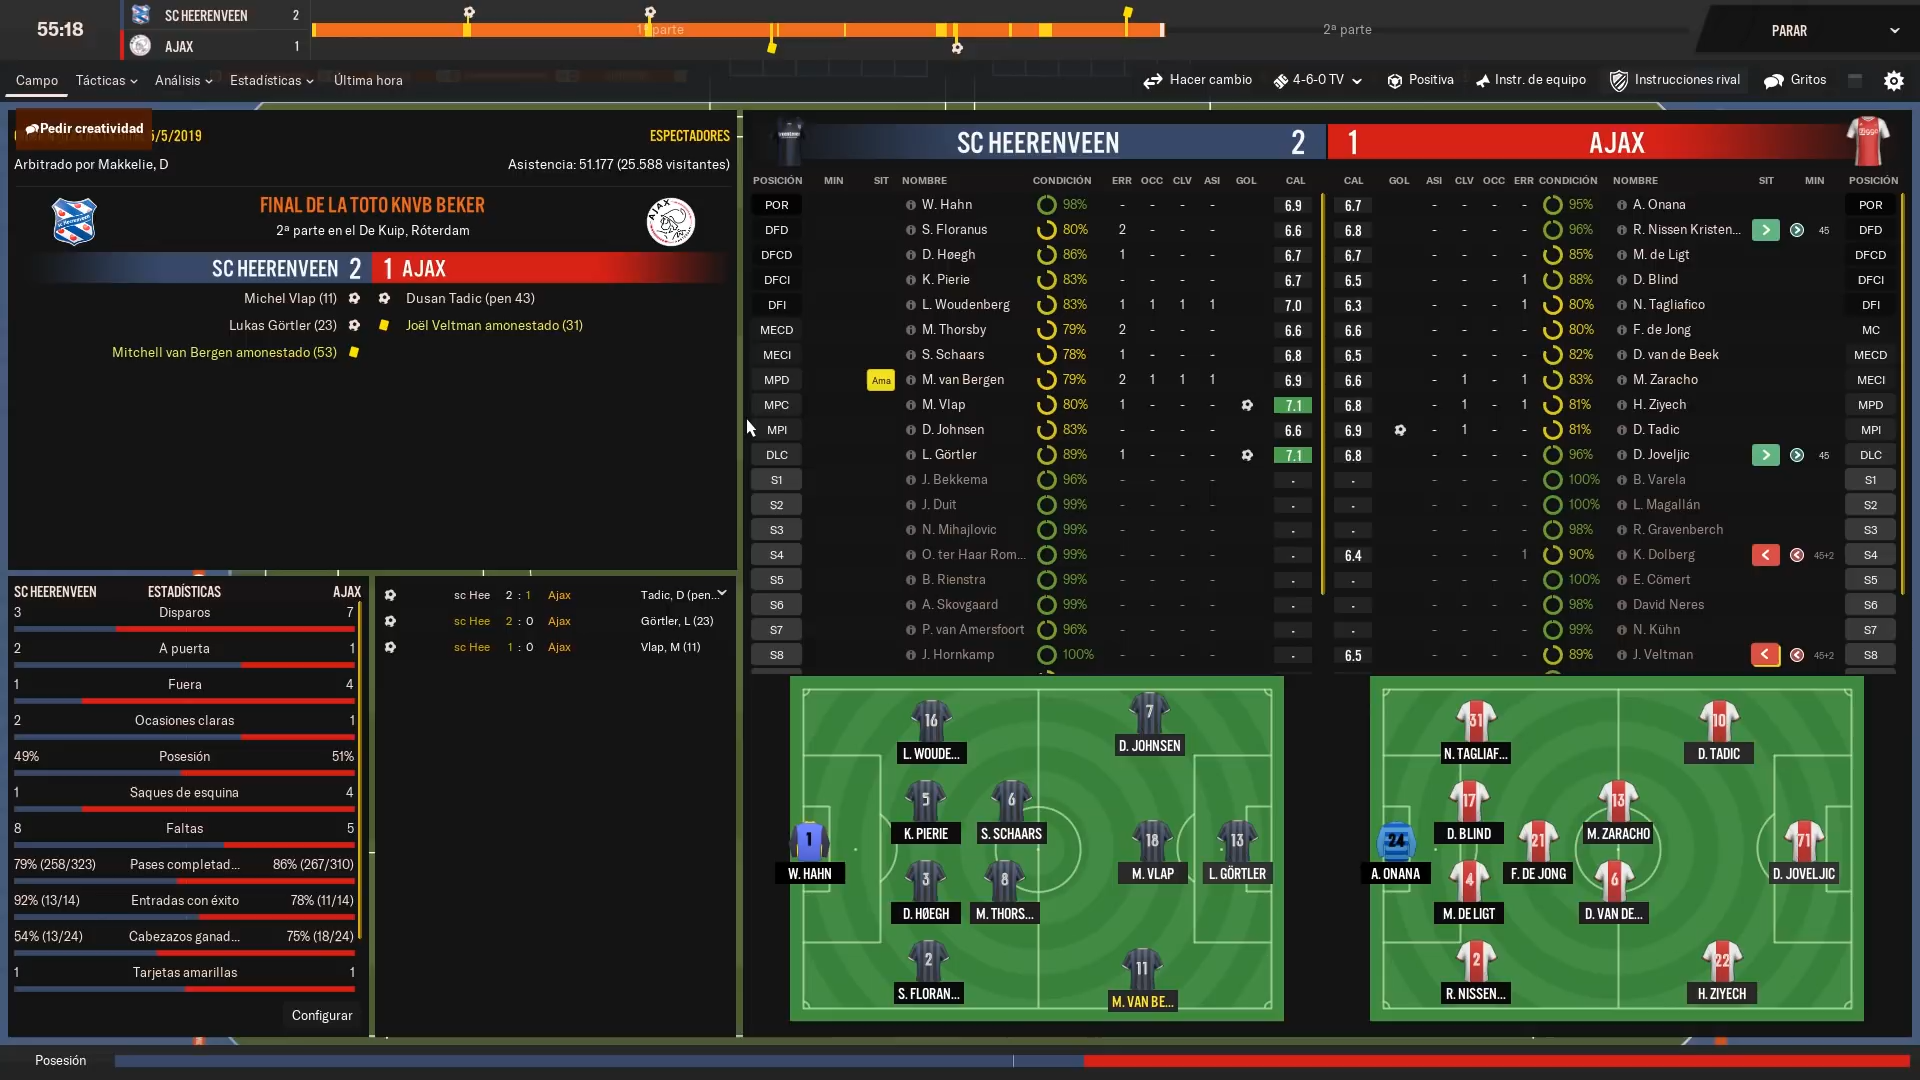 55:18
SC HEERENVEEN 2
AJAX 1
1ª parte
2ª parte
PARAR
Campo Tácticas Análisis Estadísticas Última hora
Hacer cambio 4-6-0 TV Positiva Instr. de equipo Instrucciones rival Gritos
Pedir creatividad
5/5/2019 ESPECTADORES
Arbitrado por Makkelie, D Asistencia: 51.177 (25.588 visitantes)
FINAL DE LA TOTO KNVB BEKER
2ª parte en el De Kuip, Róterdam
SC HEERENVEEN 2 1 AJAX
Michel Vlap (11) Dusan Tadic (pen 43)
Lukas Görtler (23) Joël Veltman amonestado (31)
Mitchell van Bergen amonestado (53)
SC HEERENVEEN 2 1 AJAX
POSICIÓN MIN SIT NOMBRE CONDICIÓN ERR OCC CLV ASI GOL CAL
POR W. Hahn 98% - - - - 6.9
DFD S. Floranus 80% 2 - - - 6.6
DFCD D. Høegh 86% 1 - - - 6.7
DFCI K. Pierie 83% - - - - 6.7
DFI L. Woudenberg 83% 1 1 1 1 7.0
MECD M. Thorsby 79% 2 - - - 6.6
MECI S. Schaars 78% 1 - - - 6.8
MPD Ama M. van Bergen 79% 2 1 1 1 6.9
MPC M. Vlap 80% 1 - - - 7.1
MPI D. Johnsen 83% - - - - 6.6
DLC L. Görtler 89% 1 - - - 7.1
S1 J. Bekkema 96% - - - - -
S2 J. Duit 99% - - - - -
S3 N. Mihajlovic 99% - - - - -
S4 O. ter Haar Rom... 99% - - - - -
S5 B. Rienstra 99% - - - - -
S6 A. Skovgaard 99% - - - - -
S7 P. van Amersfoort 96% - - - - -
S8 J. Hornkamp 100% - - - - -
CAL GOL ASI CLV OCC ERR CONDICIÓN NOMBRE SIT MIN POSICIÓN
6.7 - - - - 95% A. Onana POR
6.8 - - - - 96% R. Nissen Kristen... 45 DFD
6.7 - - - - 85% M. de Ligt DFCD
6.5 - - - 1 88% D. Blind DFCI
6.3 - - - 1 80% N. Tagliafico DFI
6.6 - - - - 80% F. de Jong MC
6.5 - - - - 82% D. van de Beek MECD
6.6 - 1 - 1 83% M. Zaracho MECI
6.8 - 1 - 1 81% H. Ziyech MPD
6.9 - 1 - - 81% D. Tadic MPI
6.8 - - - - 96% D. Joveljic 45 DLC
- - - - - 100% B. Varela S1
- - - - - 100% L. Magallán S2
- - - - - 98% R. Gravenberch S3
6.4 - - - 1 90% K. Dolberg 45+2 S4
- - - - - 100% E. Cömert S5
- - - - - 98% David Neres S6
- - - - - 99% N. Kühn S7
6.5 - - - - 89% J. Veltman 45+2 S8
SC HEERENVEEN ESTADÍSTICAS AJAX
3 Disparos 7
2 A puerta 1
1 Fuera 4
2 Ocasiones claras 1
49% Posesión 51%
1 Saques de esquina 4
8 Faltas 5
79% (258/323) Pases completad... 86% (267/310)
92% (13/14) Entradas con éxito 78% (11/14)
54% (13/24) Cabezazos ganad... 75% (18/24)
1 Tarjetas amarillas 1
Configurar
sc Hee 2 : 1 Ajax Tadic, D (pen...
sc Hee 2 : 0 Ajax Görtler, L (23)
sc Hee 1 : 0 Ajax Vlap, M (11)
16 L. WOUDE...
7 D. JOHNSEN
5 K. PIERIE
6 S. SCHAARS
1 W. HAHN
18 M. VLAP
13 L. GÖRTLER
3 D. HØEGH
8 M. THORS...
2 S. FLORAN...
11 M. VAN BE...
31 N. TAGLIAF...
10 D. TADIC
17 D. BLIND
13 M. ZARACHO
24 A. ONANA
21 F. DE JONG
71 D. JOVELJIC
4 M. DE LIGT
6 D. VAN DE...
2 R. NISSEN...
22 H. ZIYECH
Posesión